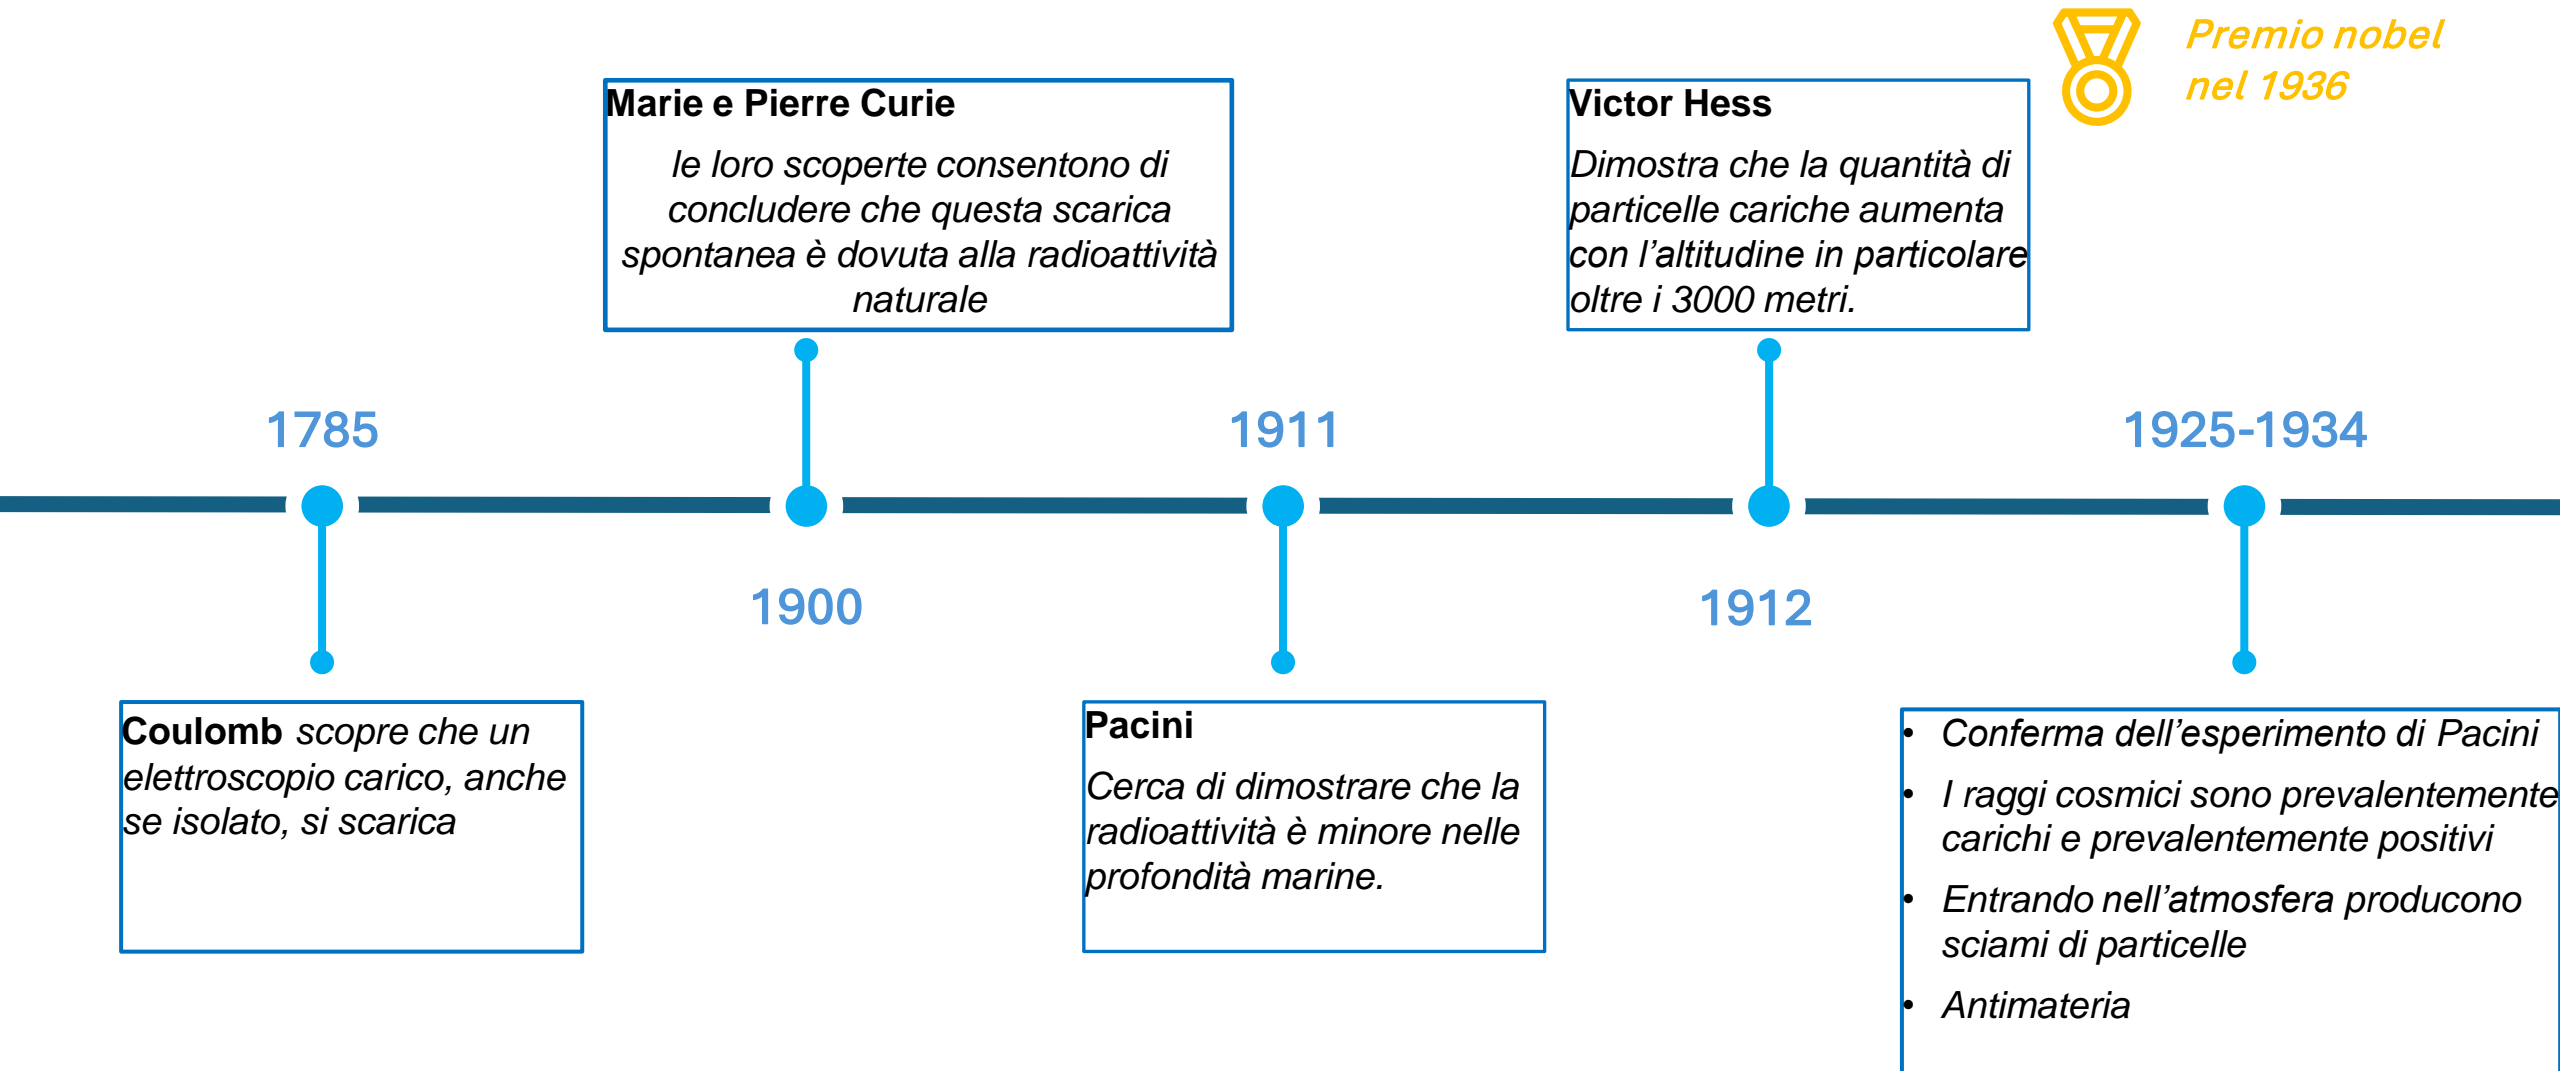 Premio nobel
nel 1936
Marie e Pierre Curie
le loro scoperte consentono di
concludere che questa scarica
spontanea è dovuta alla radioattività
naturale
Victor Hess
Dimostra che la quantità di
particelle cariche aumenta
con l’altitudine in particolare
oltre i 3000 metri.
1785
1911
1925-1934
1900
1912
Coulomb scopre che un
elettroscopio carico, anche
se isolato, si scarica
Pacini
Cerca di dimostrare che la
radioattività è minore nelle
profondità marine.
• Conferma dell’esperimento di Pacini
• I raggi cosmici sono prevalentemente
carichi e prevalentemente positivi
• Entrando nell’atmosfera producono
sciami di particelle
• Antimateria